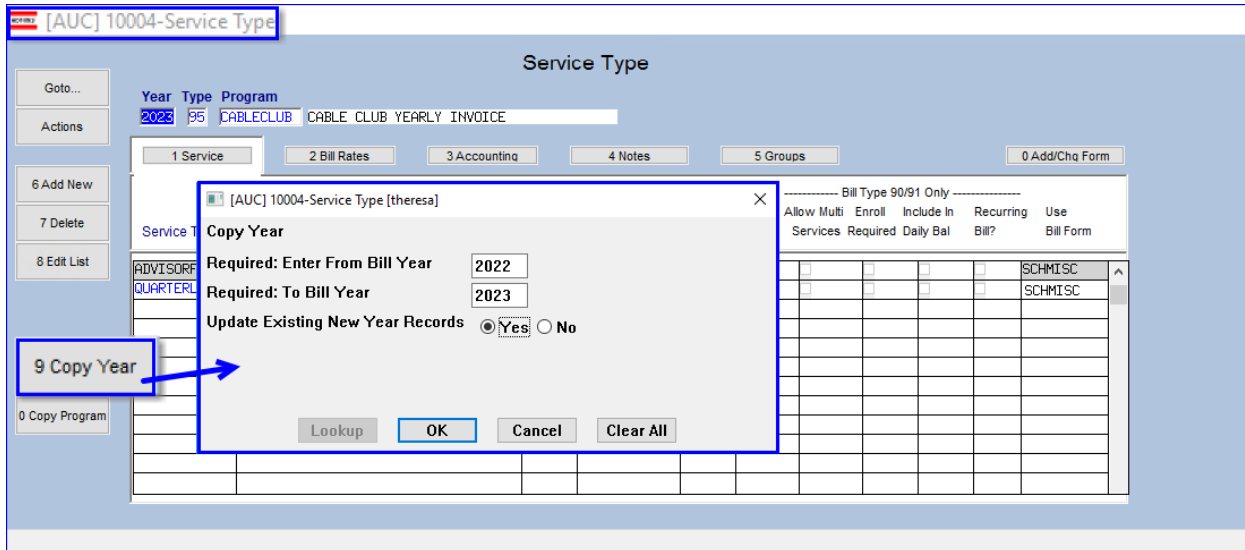 [AUC] 10004-Service Type
Service Type
Goto...
Actions
6 Add New
7 Delete
8 Edit List
9 Copy Year
0 Copy Program
Year Type Program
2023 95 CABLECLUB CABLE CLUB YEARLY INVOICE
1 Service 2 Bill Rates 3 Accounting 4 Notes 5 Groups 0 Add/Chg Form
------------ Bill Type 90/91 Only ---------------
Allow Multi Enroll Include In Recurring Use
Service T Services Required Daily Bal Bill? Bill Form
ADVISORF SCHMISC
QUARTERL SCHMISC
[AUC] 10004-Service Type [theresa]
Copy Year
Required: Enter From Bill Year 2022
Required: To Bill Year 2023
Update Existing New Year Records Yes No
Lookup OK Cancel Clear All